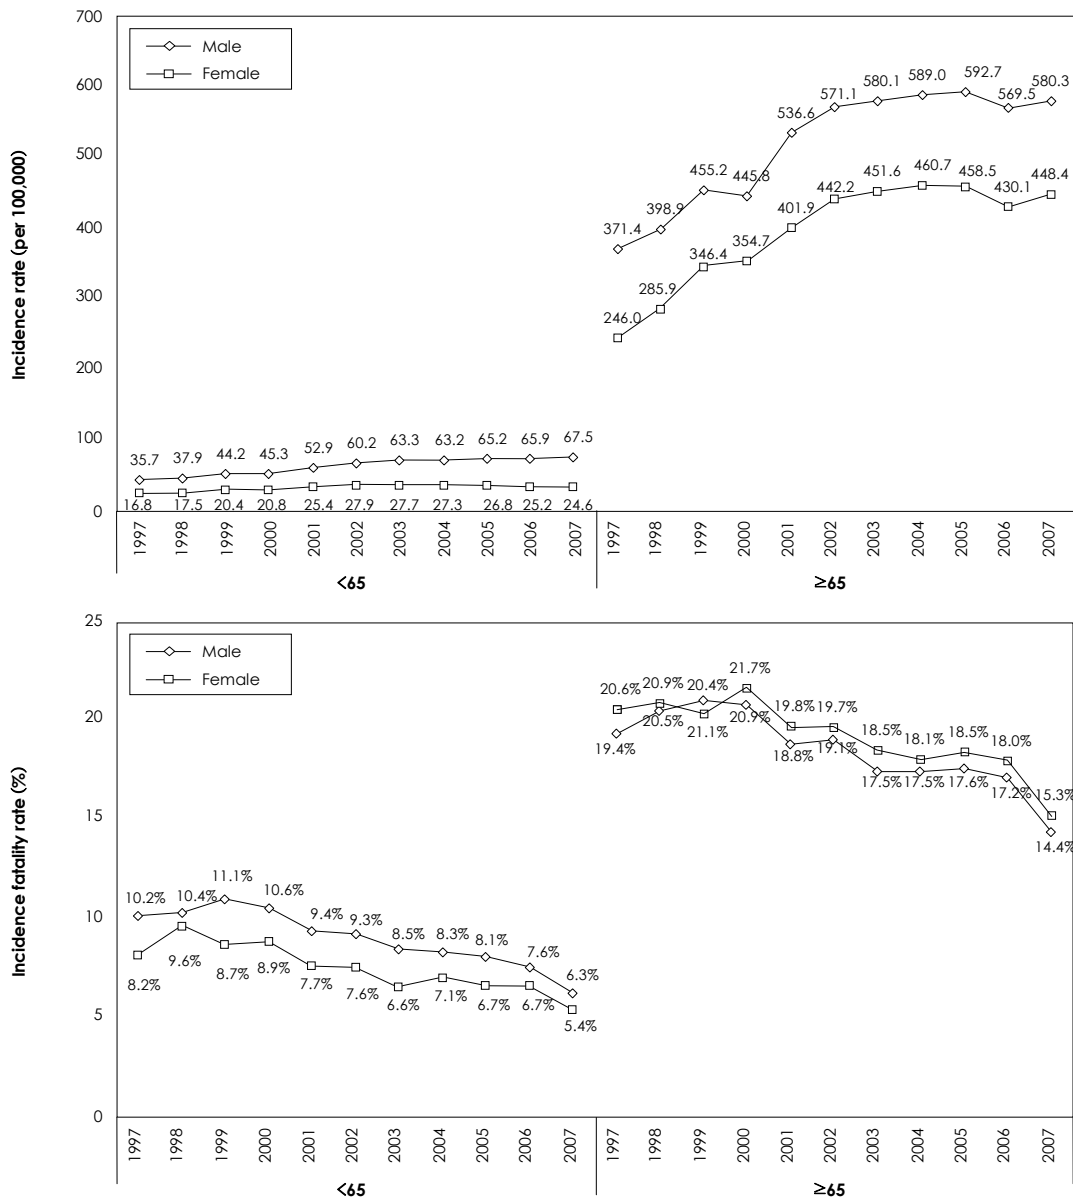 700
600
500
400
300
200
100
0
Incidence rate (per 100,000)
Male
Female
35.7 37.9 44.2 45.3 52.9 60.2 63.3 63.2 65.2 65.9 67.5
16.8 17.5 20.4 20.8 25.4 27.9 27.7 27.3 26.8 25.2 24.6
371.4 398.9 455.2 445.8 536.6 571.1 580.1 589.0 592.7 569.5 580.3
246.0 285.9 346.4 354.7 401.9 442.2 451.6 460.7 458.5 430.1 448.4
1997 1998 1999 2000 2001 2002 2003 2004 2005 2006 2007 1997 1998 1999 2000 2001 2002 2003 2004 2005 2006 2007
<65 ≥65
25
20
15
10
5
0
Incidence fatality rate (%)
Male
Female
10.2% 10.4% 11.1% 10.6% 9.4% 9.3% 8.5% 8.3% 8.1% 7.6% 6.3%
8.2% 9.6% 8.7% 8.9% 7.7% 7.6% 6.6% 7.1% 6.7% 6.7% 5.4%
20.6% 20.9% 20.4% 21.7% 19.8% 19.7% 18.5% 18.1% 18.5% 18.0% 15.3%
19.4% 20.5% 21.1% 20.9% 18.8% 19.1% 17.5% 17.5% 17.6% 17.2% 14.4%
1997 1998 1999 2000 2001 2002 2003 2004 2005 2006 2007 1997 1998 1999 2000 2001 2002 2003 2004 2005 2006 2007
<65 ≥65